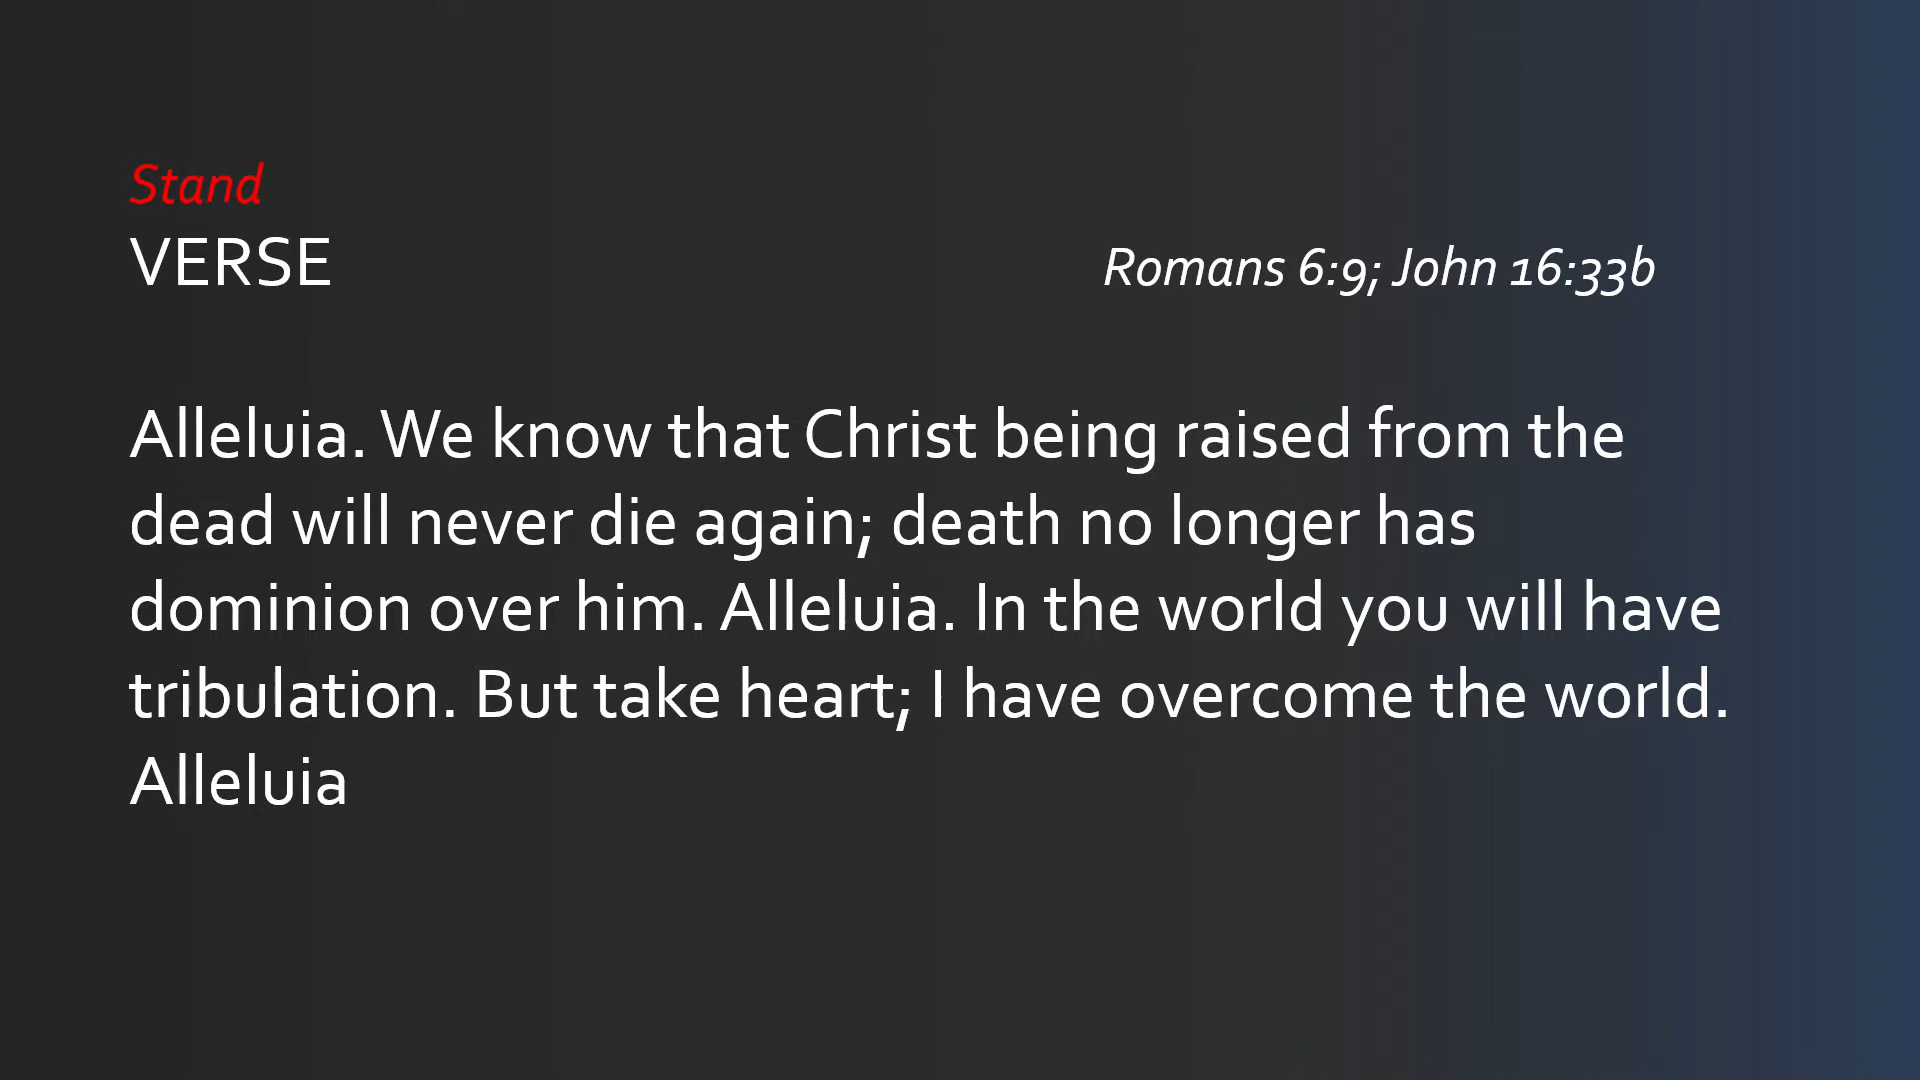 Stand
VERSE Romans 6:9; John 16:33b
Alleluia. We know that Christ being raised from the
dead will never die again; death no longer has
dominion over him. Alleluia. In the world you will have
tribulation. But take heart; I have overcome the world.
Alleluia